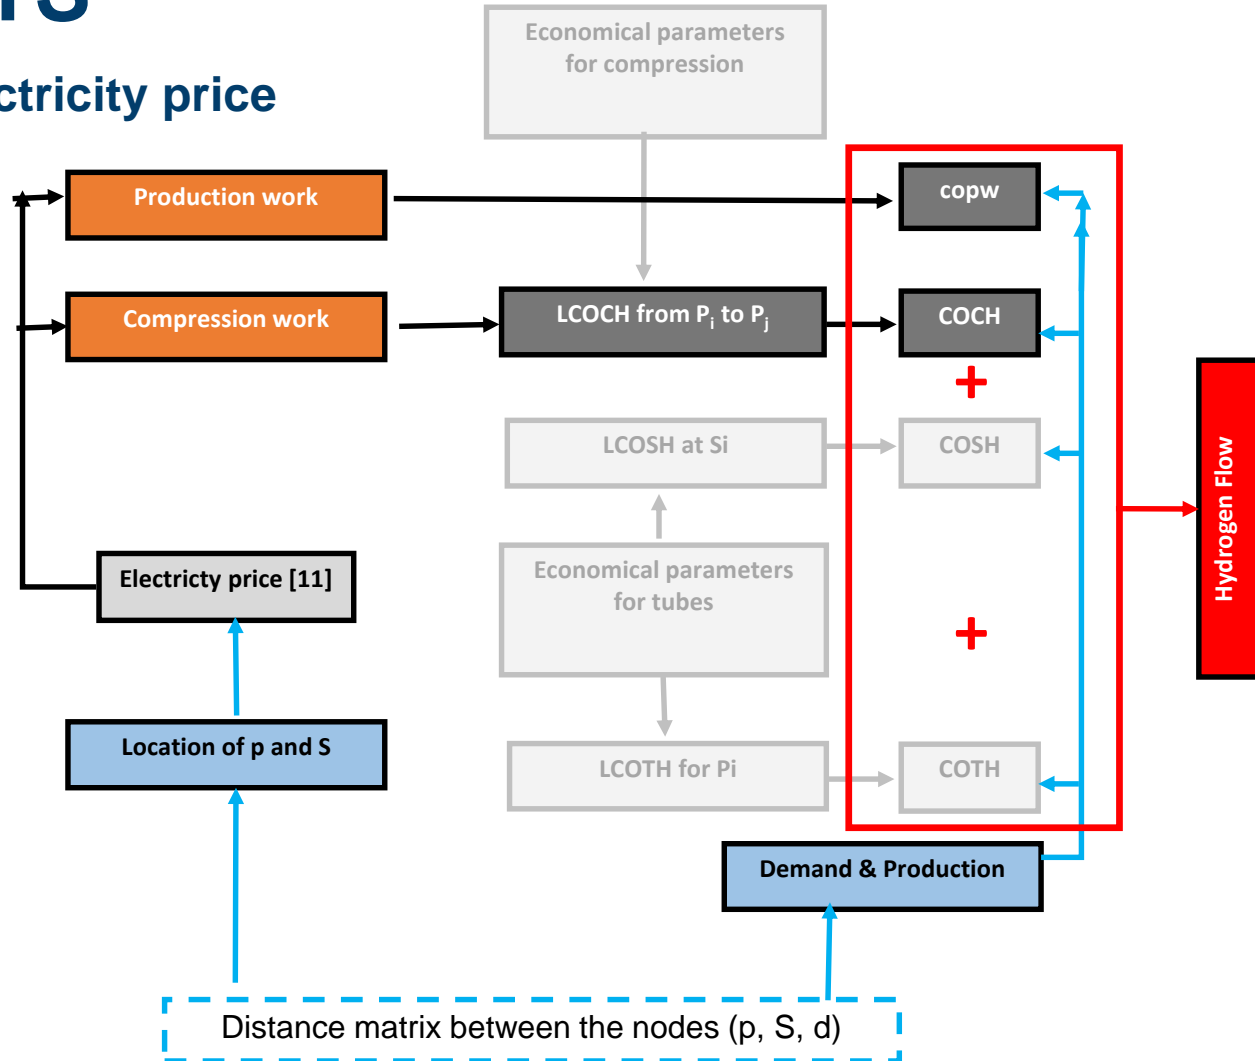 ctricity price
Economical parameters
for compression
Production work
copw
Compression work
LCOCH from Pi to Pj
COCH
+
LCOSH at Si
COSH
Hydrogen Flow
Economical parameters
for tubes
Electricty price [11]
+
Location of p and S
LCOTH for Pi
COTH
Demand & Production
Distance matrix between the nodes (p, S, d)